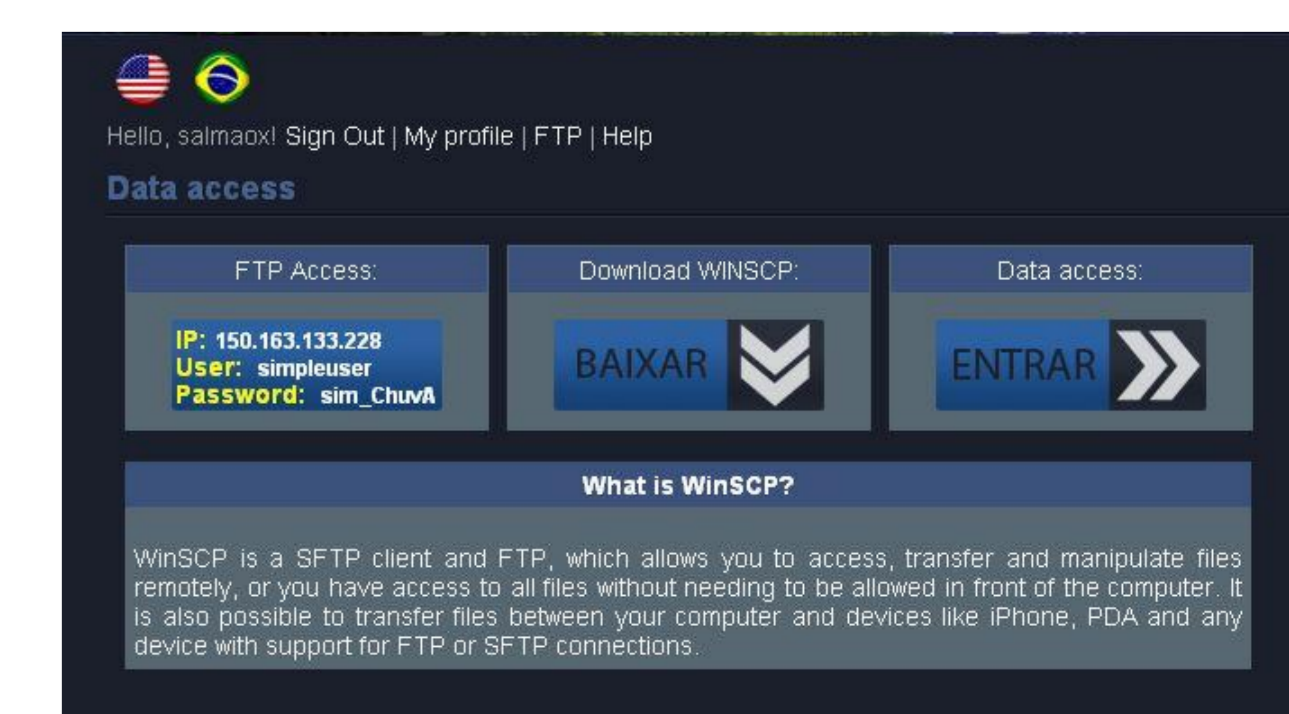 Hello, salmaox! Sign Out | My profile | FTP | Help
Data access
FTP Access:
IP: 150.163.133.228
User: simpleuser
Password: sim_ChuvA
Download WINSCP:
BAIXAR
Data access:
ENTRAR
What is WinSCP?
WinSCP is a SFTP client and FTP, which allows you to access, transfer and manipulate files
remotely, or you have access to all files without needing to be allowed in front of the computer. It
is also possible to transfer files between your computer and devices like iPhone, PDA and any
device with support for FTP or SFTP connections.